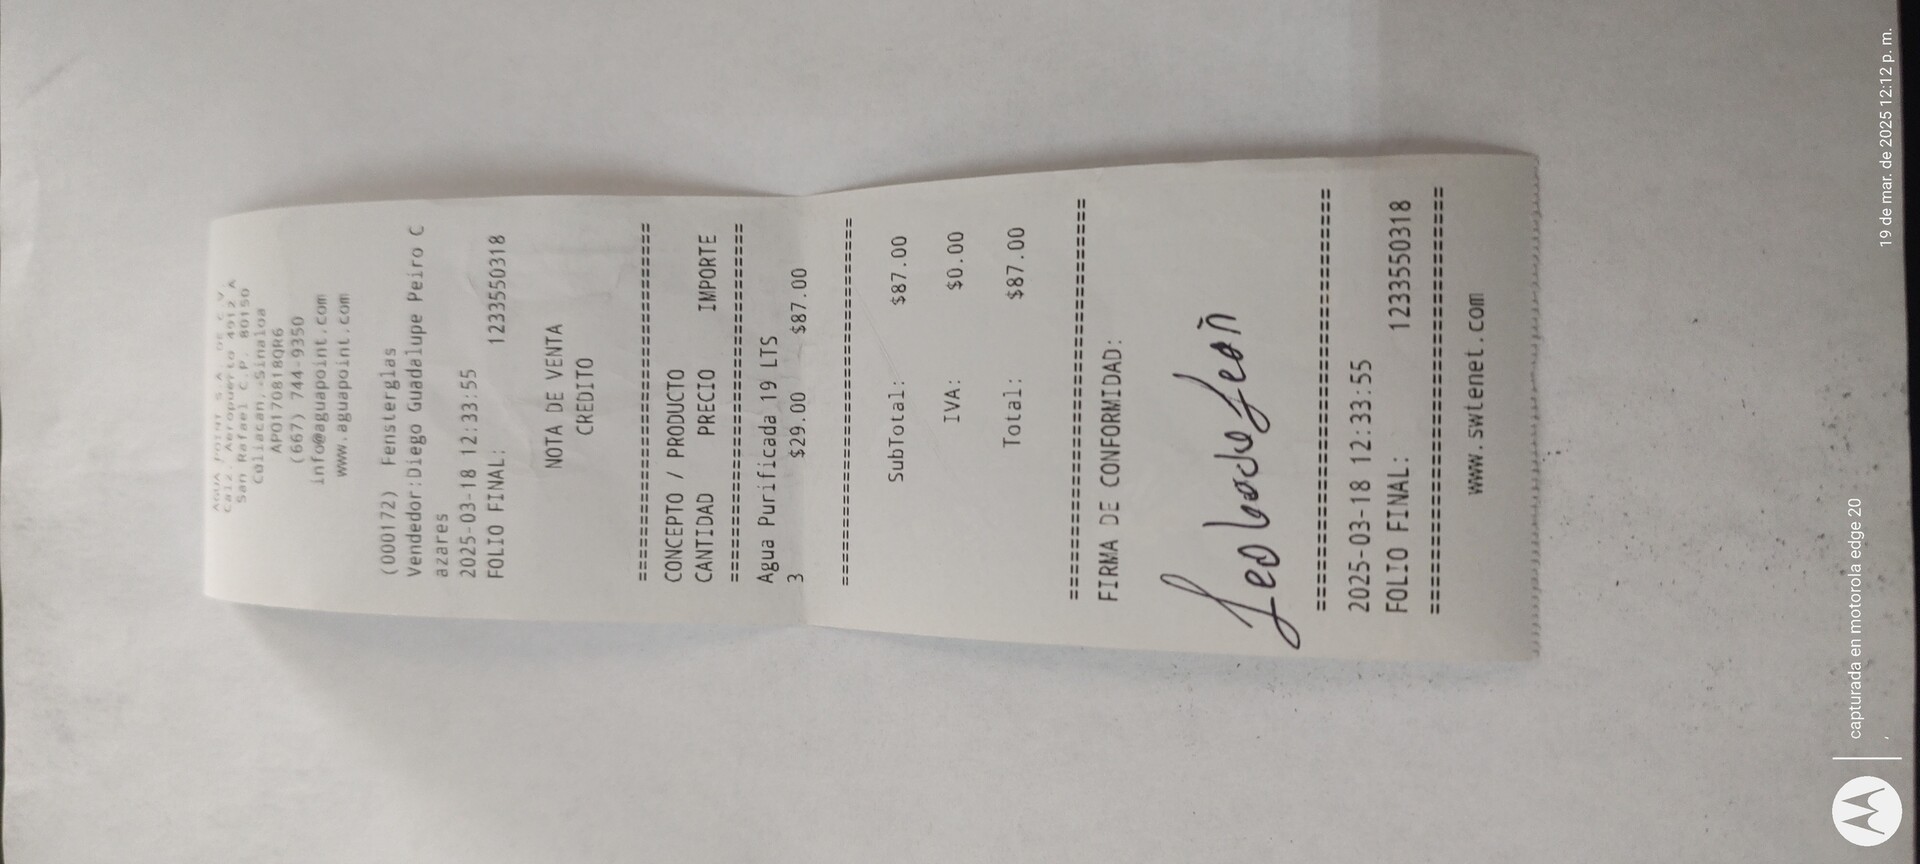 AGUA POINT S.A DE C.V.
Calz. Aeropuerto 4912 A
San Rafael C.P. 80150
Culiacan, Sinaloa
APO170818QR6
(667) 744-9350
info@aguapoint.com
www.aguapoint.com
(000172) Fensterglas
Vendedor:Diego Guadalupe Peiro C
azares
2025-03-18 12:33:55
FOLIO FINAL: 1233550318
NOTA DE VENTA
CREDITO
================================
CONCEPTO / PRODUCTO
CANTIDAD PRECIO IMPORTE
================================
Agua Purificada 19 LTS
3 $29.00 $87.00
================================
SubTotal: $87.00
IVA: $0.00
Total: $87.00
================================
FIRMA DE CONFORMIDAD:
================================
2025-03-18 12:33:55
FOLIO FINAL: 1233550318
================================
www.swtenet.com
capturada en motorola edge 20
19 de mar. de 2025 12:12 p. m.